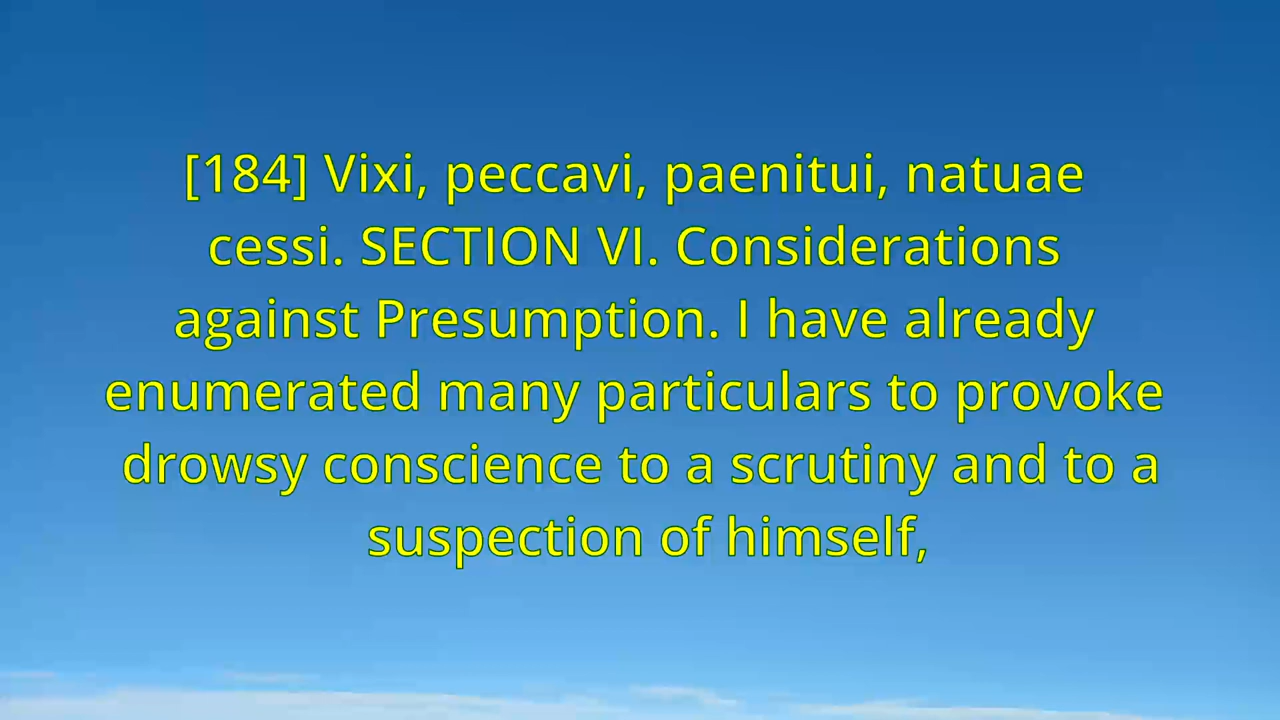 [184] Vixi, peccavi, paenitui, natuae
cessi. SECTION VI. Considerations
against Presumption. I have already
enumerated many particulars to provoke
drowsy conscience to a scrutiny and to a
suspection of himself,